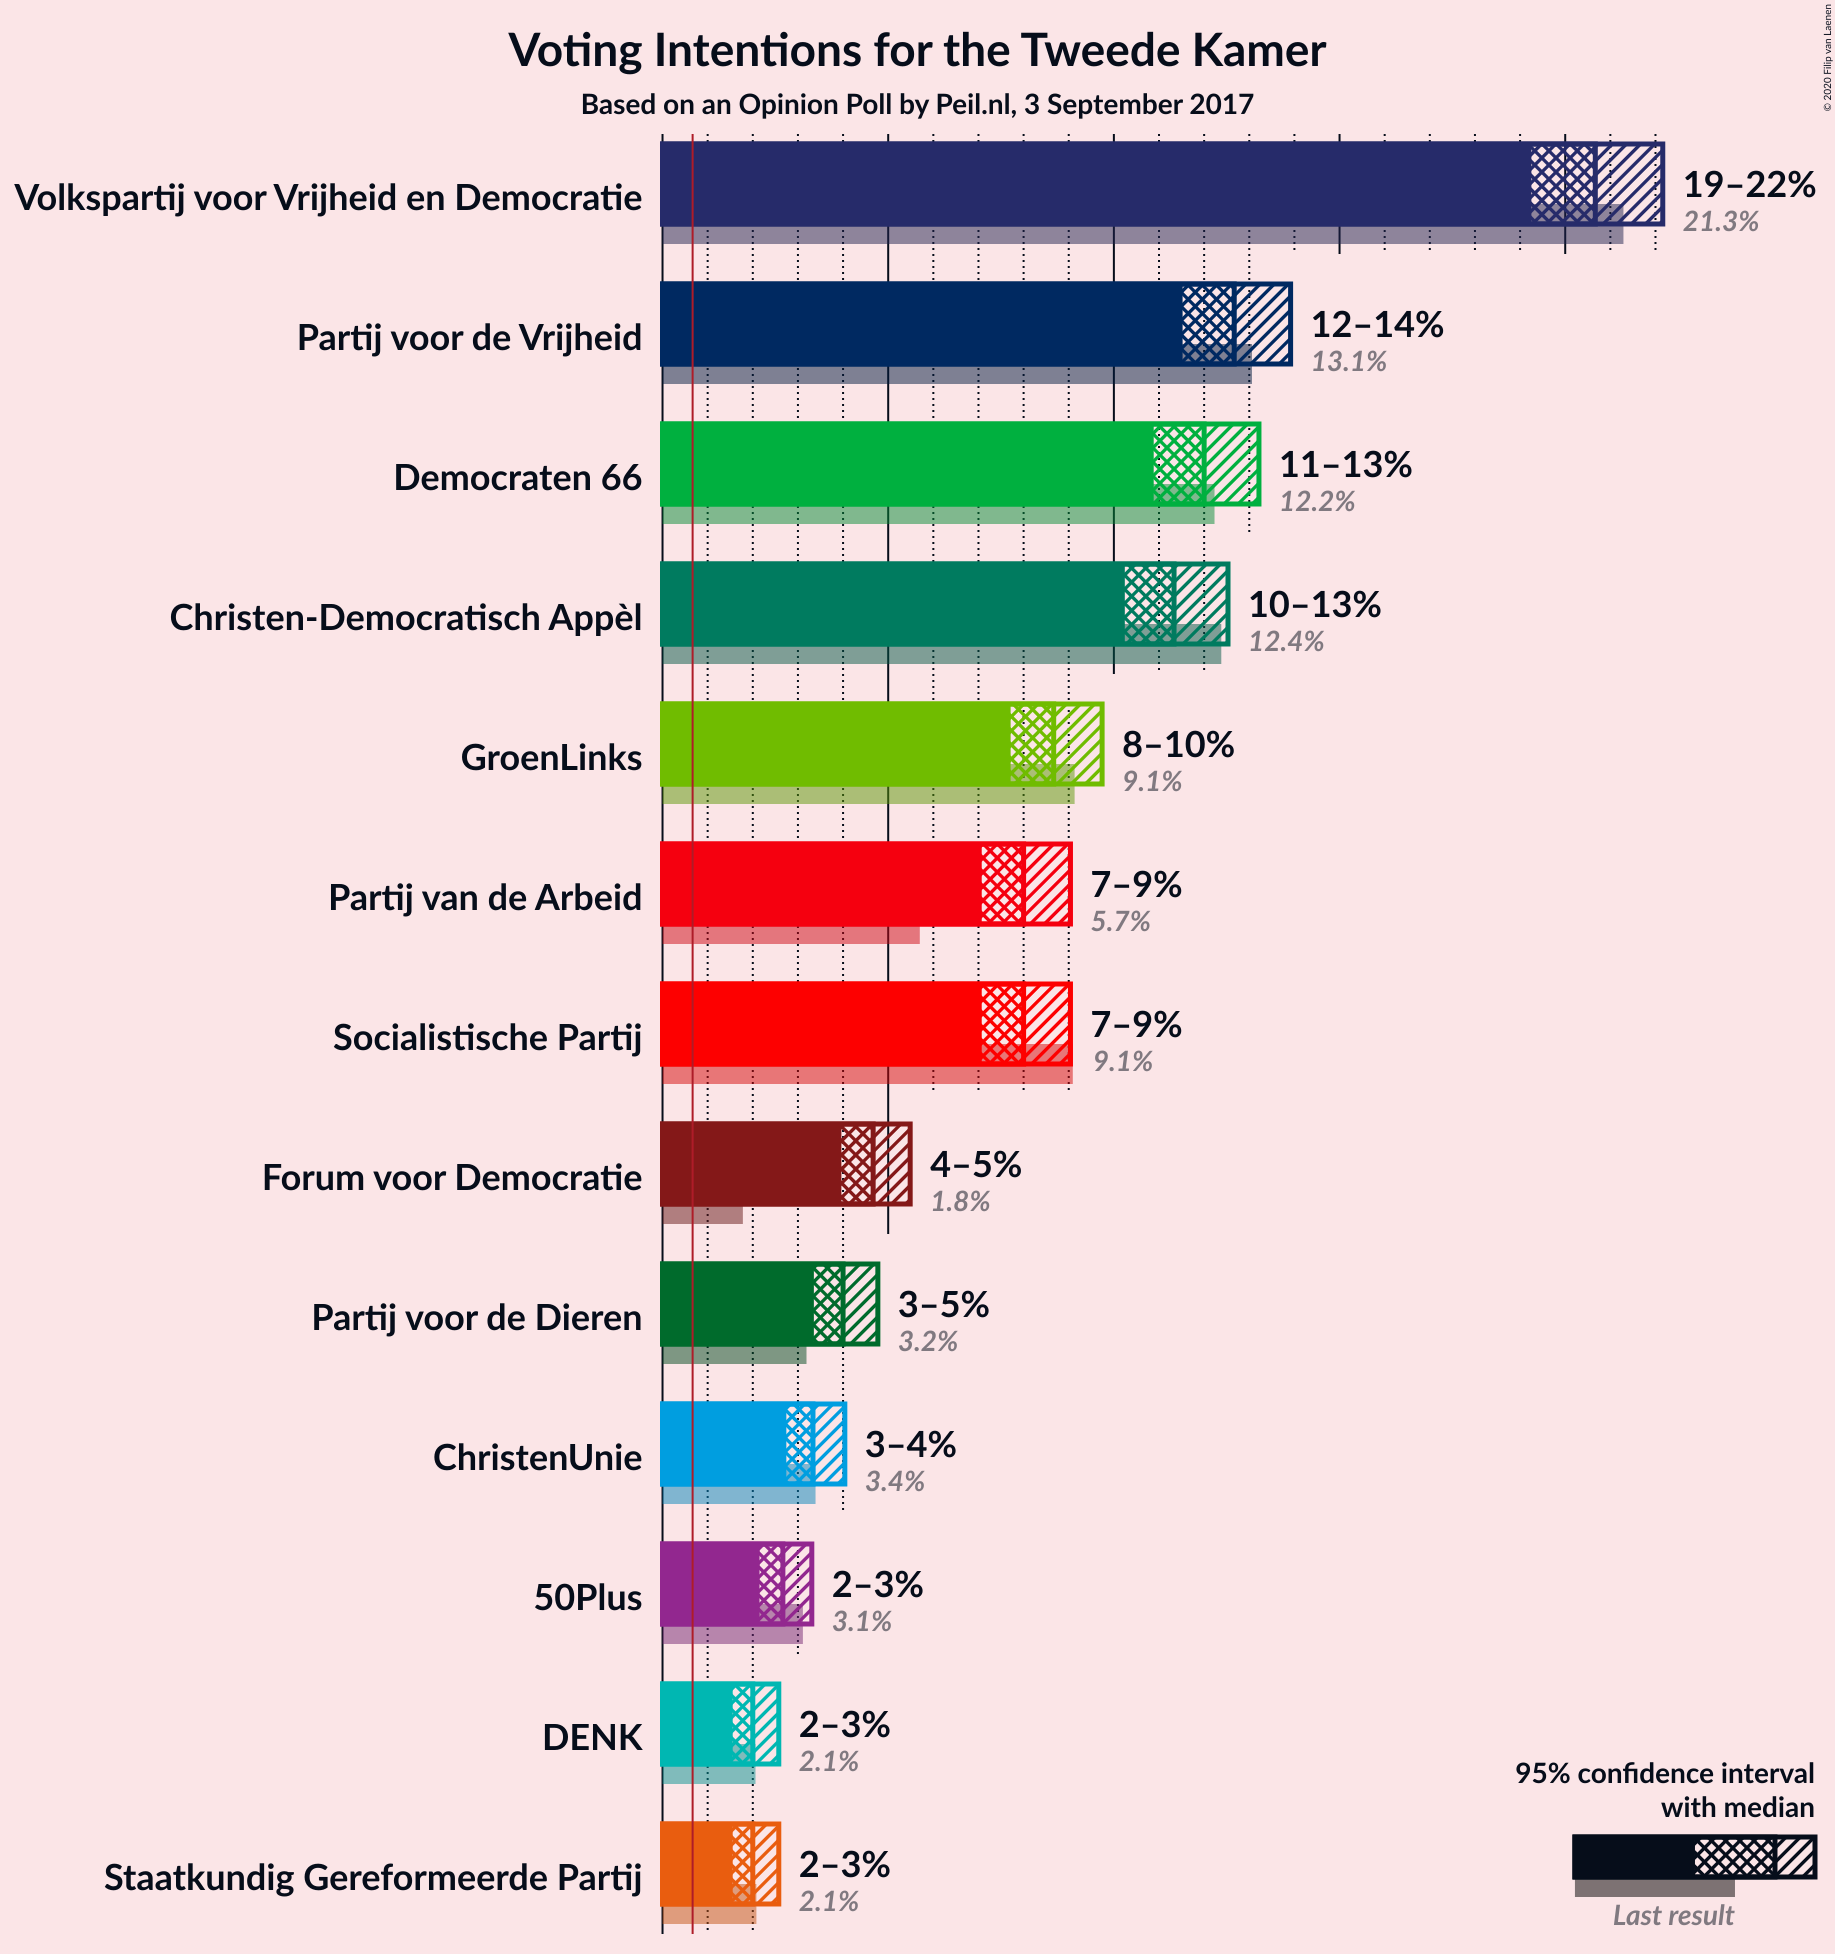 Voting Intentions for the Tweede Kamer
Based on an Opinion Poll by Peil.nl, 3 September 2017
© 2020 Filip van Laenen
Volkspartij voor Vrijheid en Democratie
19–22%
21.3%
Partij voor de Vrijheid
12–14%
13.1%
Democraten 66
11–13%
12.2%
Christen-Democratisch Appèl
10–13%
12.4%
GroenLinks
8–10%
9.1%
Partij van de Arbeid
7–9%
5.7%
Socialistische Partij
7–9%
9.1%
Forum voor Democratie
4–5%
1.8%
Partij voor de Dieren
3–5%
3.2%
ChristenUnie
3–4%
3.4%
50Plus
2–3%
3.1%
DENK
2–3%
2.1%
Staatkundig Gereformeerde Partij
2–3%
2.1%
95% confidence interval
with median
Last result